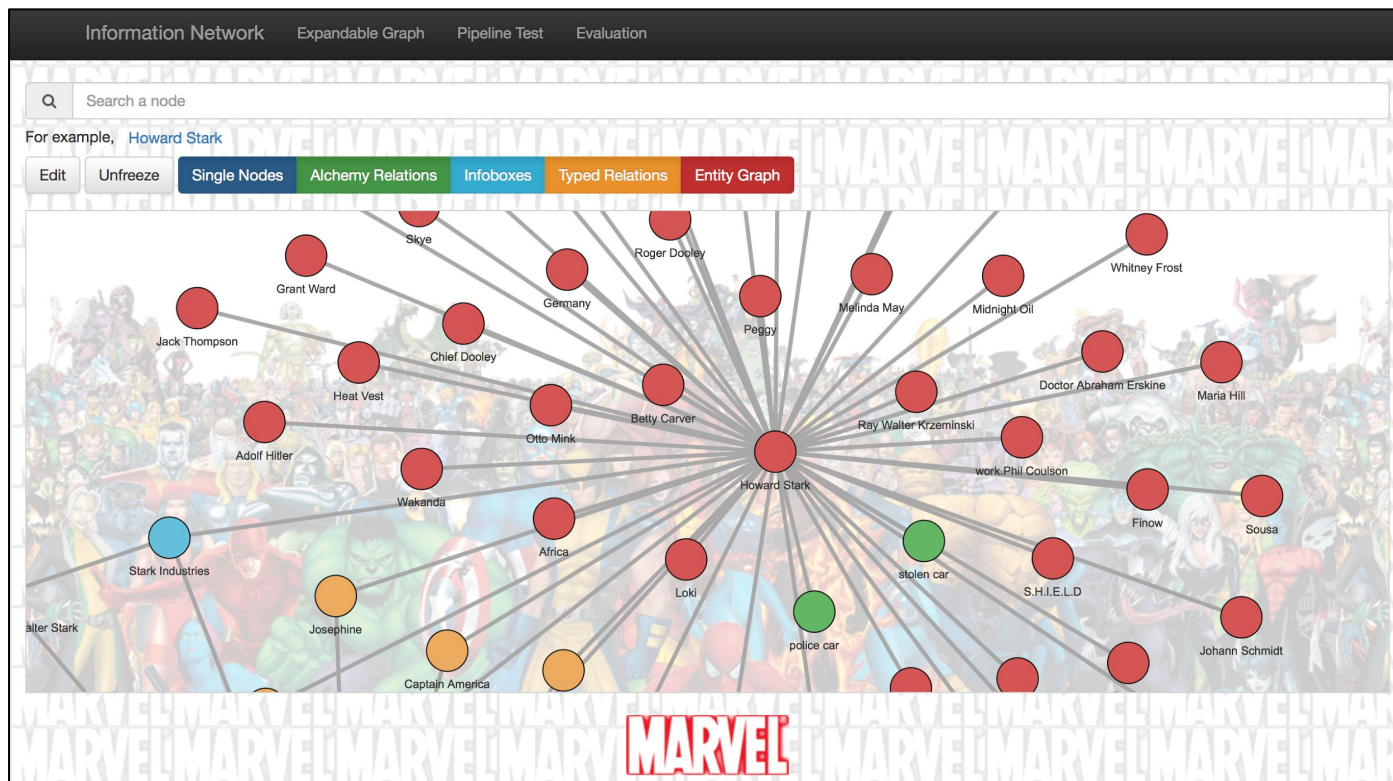 Information Network Expandable Graph Pipeline Test Evaluation
Search a node
For example, Howard Stark
Edit Unfreeze Single Nodes Alchemy Relations Infoboxes Typed Relations Entity Graph
Skye
Roger Dooley
Whitney Frost
Grant Ward
Germany
Melinda May
Midnight Oil
Peggy
Jack Thompson
Chief Dooley
Doctor Abraham Erskine
Heat Vest
Maria Hill
Betty Carver
Ray Walter Krzeminski
Otto Mink
Adolf Hitler
work.Phil Coulson
Howard Stark
Wakanda
Finow
Sousa
Africa
Stark Industries
stolen car
Loki
S.H.I.E.L.D
alter Stark
Josephine
police car
Johann Schmidt
Captain America
MARVEL